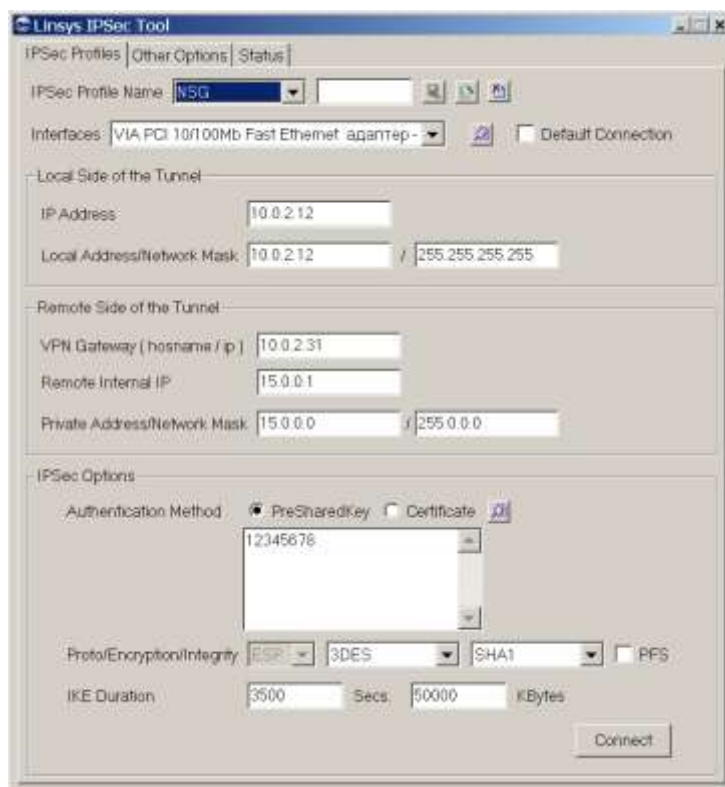 Linsys IPSec Tool
IPSec Profiles Other Options Status
IPSec Profile Name NSG
Interfaces VIA PCI 10/100Mb Fast Ethernet адаптер - Default Connection
Local Side of the Tunnel
IP Address 10.0.2.12
Local Address/Network Mask 10.0.2.12 / 255.255.255.255
Remote Side of the Tunnel
VPN Gateway ( hosname / ip ) 10.0.2.31
Remote Internal IP 15.0.0.1
Private Address/Network Mask 15.0.0.0 / 255.0.0.0
IPSec Options
Authentication Method PreSharedKey Certificate
12345678
Proto/Encryption/Integrity ESP 3DES SHA1 PFS
IKE Duration 3500 Secs. 50000 KBytes
Connect